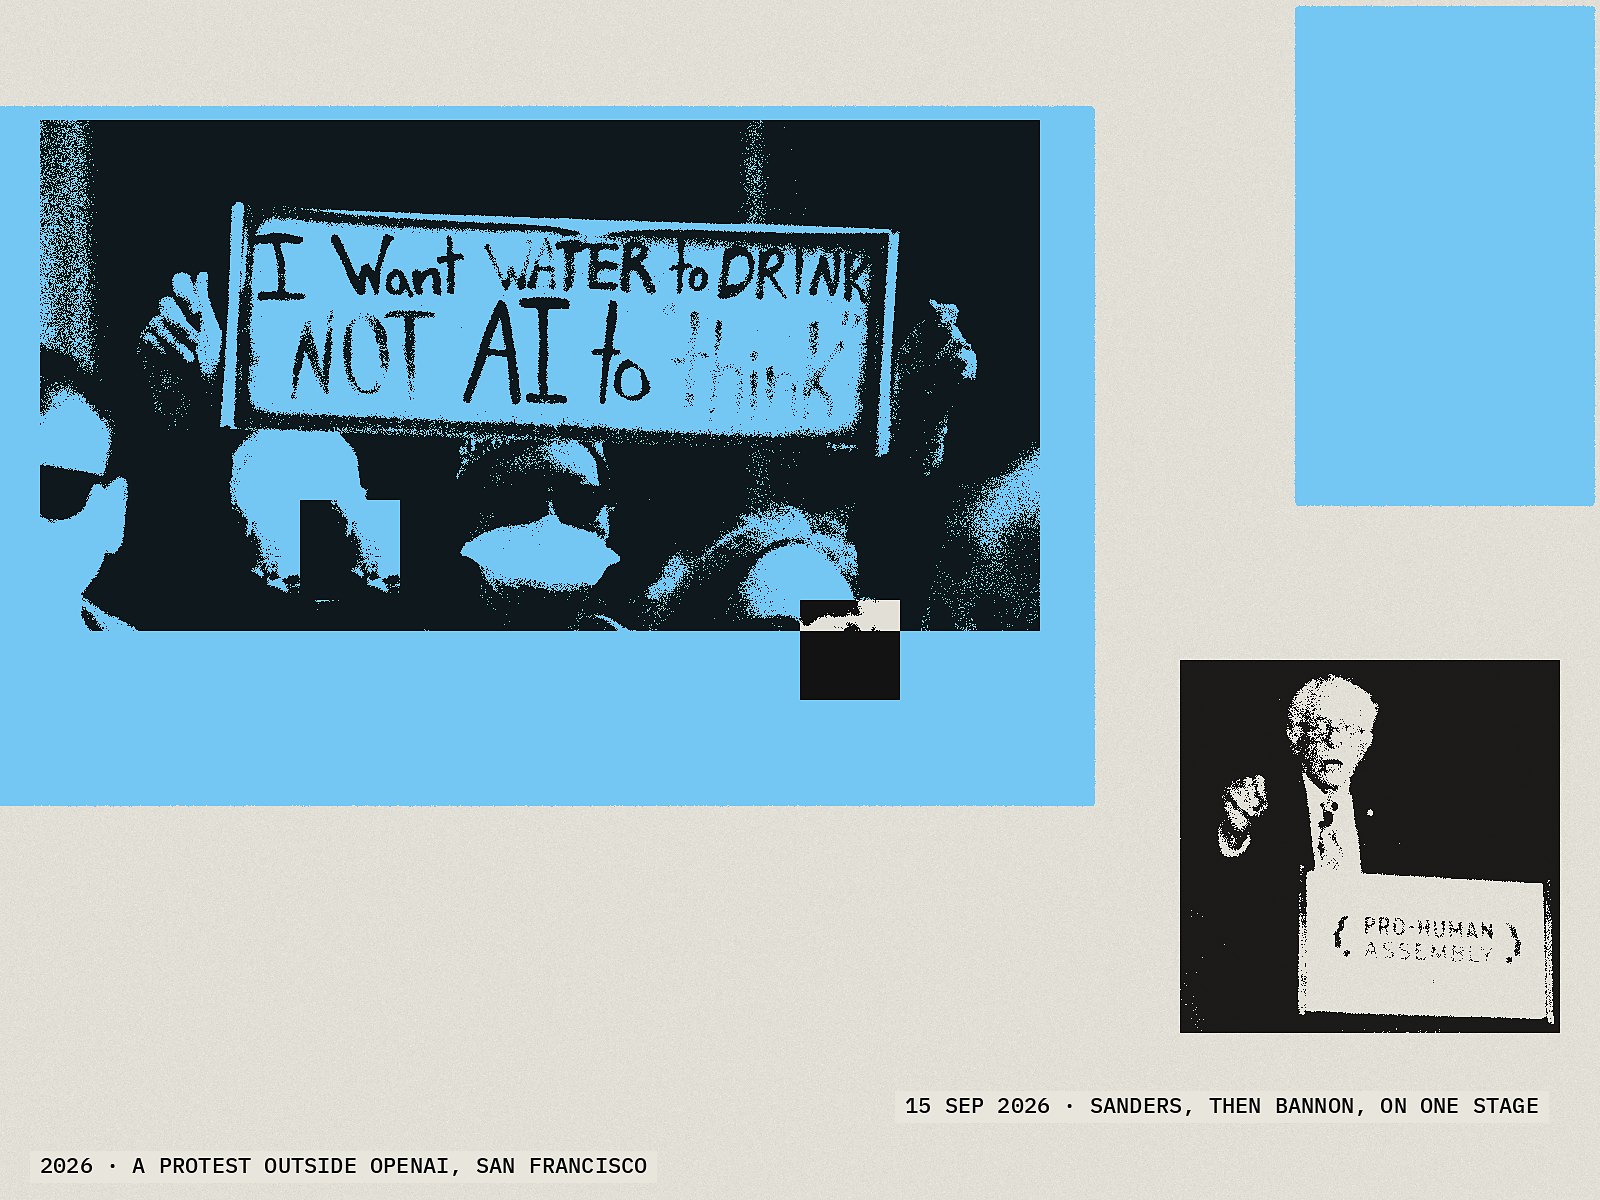 I Want WATER to DRINK
NOT AI to think
PRO-HUMAN
ASSEMBLY
15 SEP 2026 · SANDERS, THEN BANNON, ON ONE STAGE
2026 · A PROTEST OUTSIDE OPENAI, SAN FRANCISCO